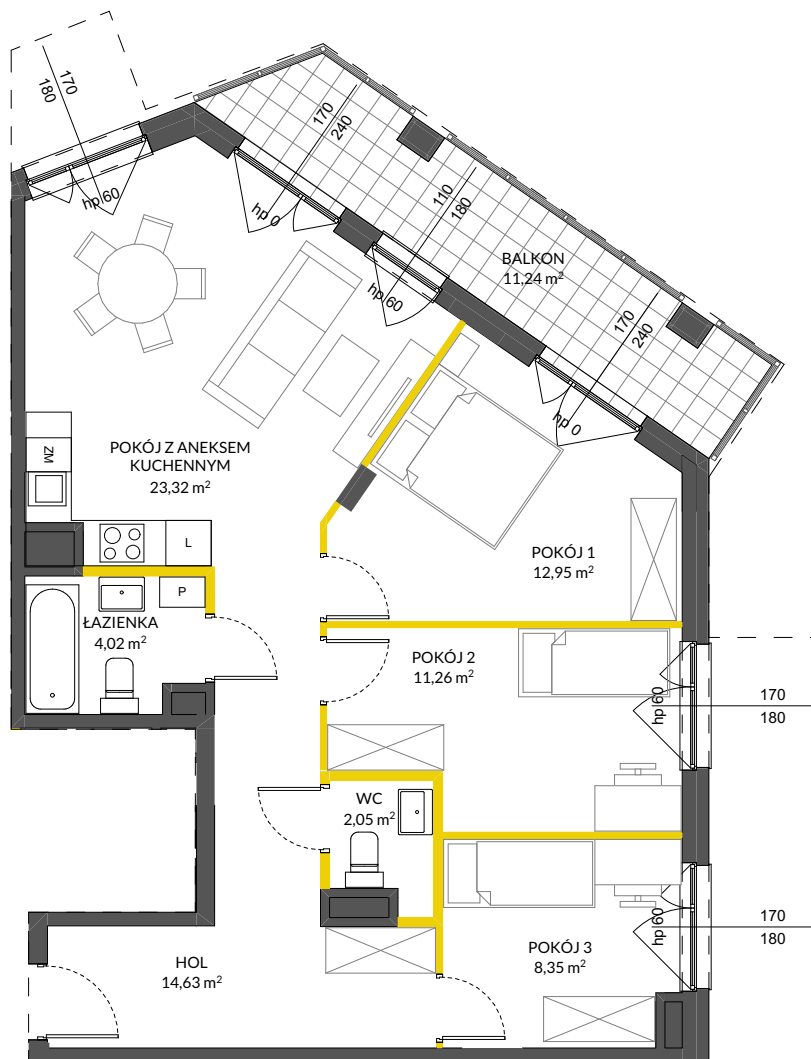 170
180
hp 60
170
240
hp 0
110
180
hp 60
BALKON
11,24 m²
170
240
hp 0
POKÓJ Z ANEKSEM
KUCHENNYM
23,32 m²
ZM
L
POKÓJ 1
12,95 m²
P
ŁAZIENKA
4,02 m²
POKÓJ 2
11,26 m²
hp 60
170
180
WC
2,05 m²
hp 60
170
180
POKÓJ 3
8,35 m²
HOL
14,63 m²